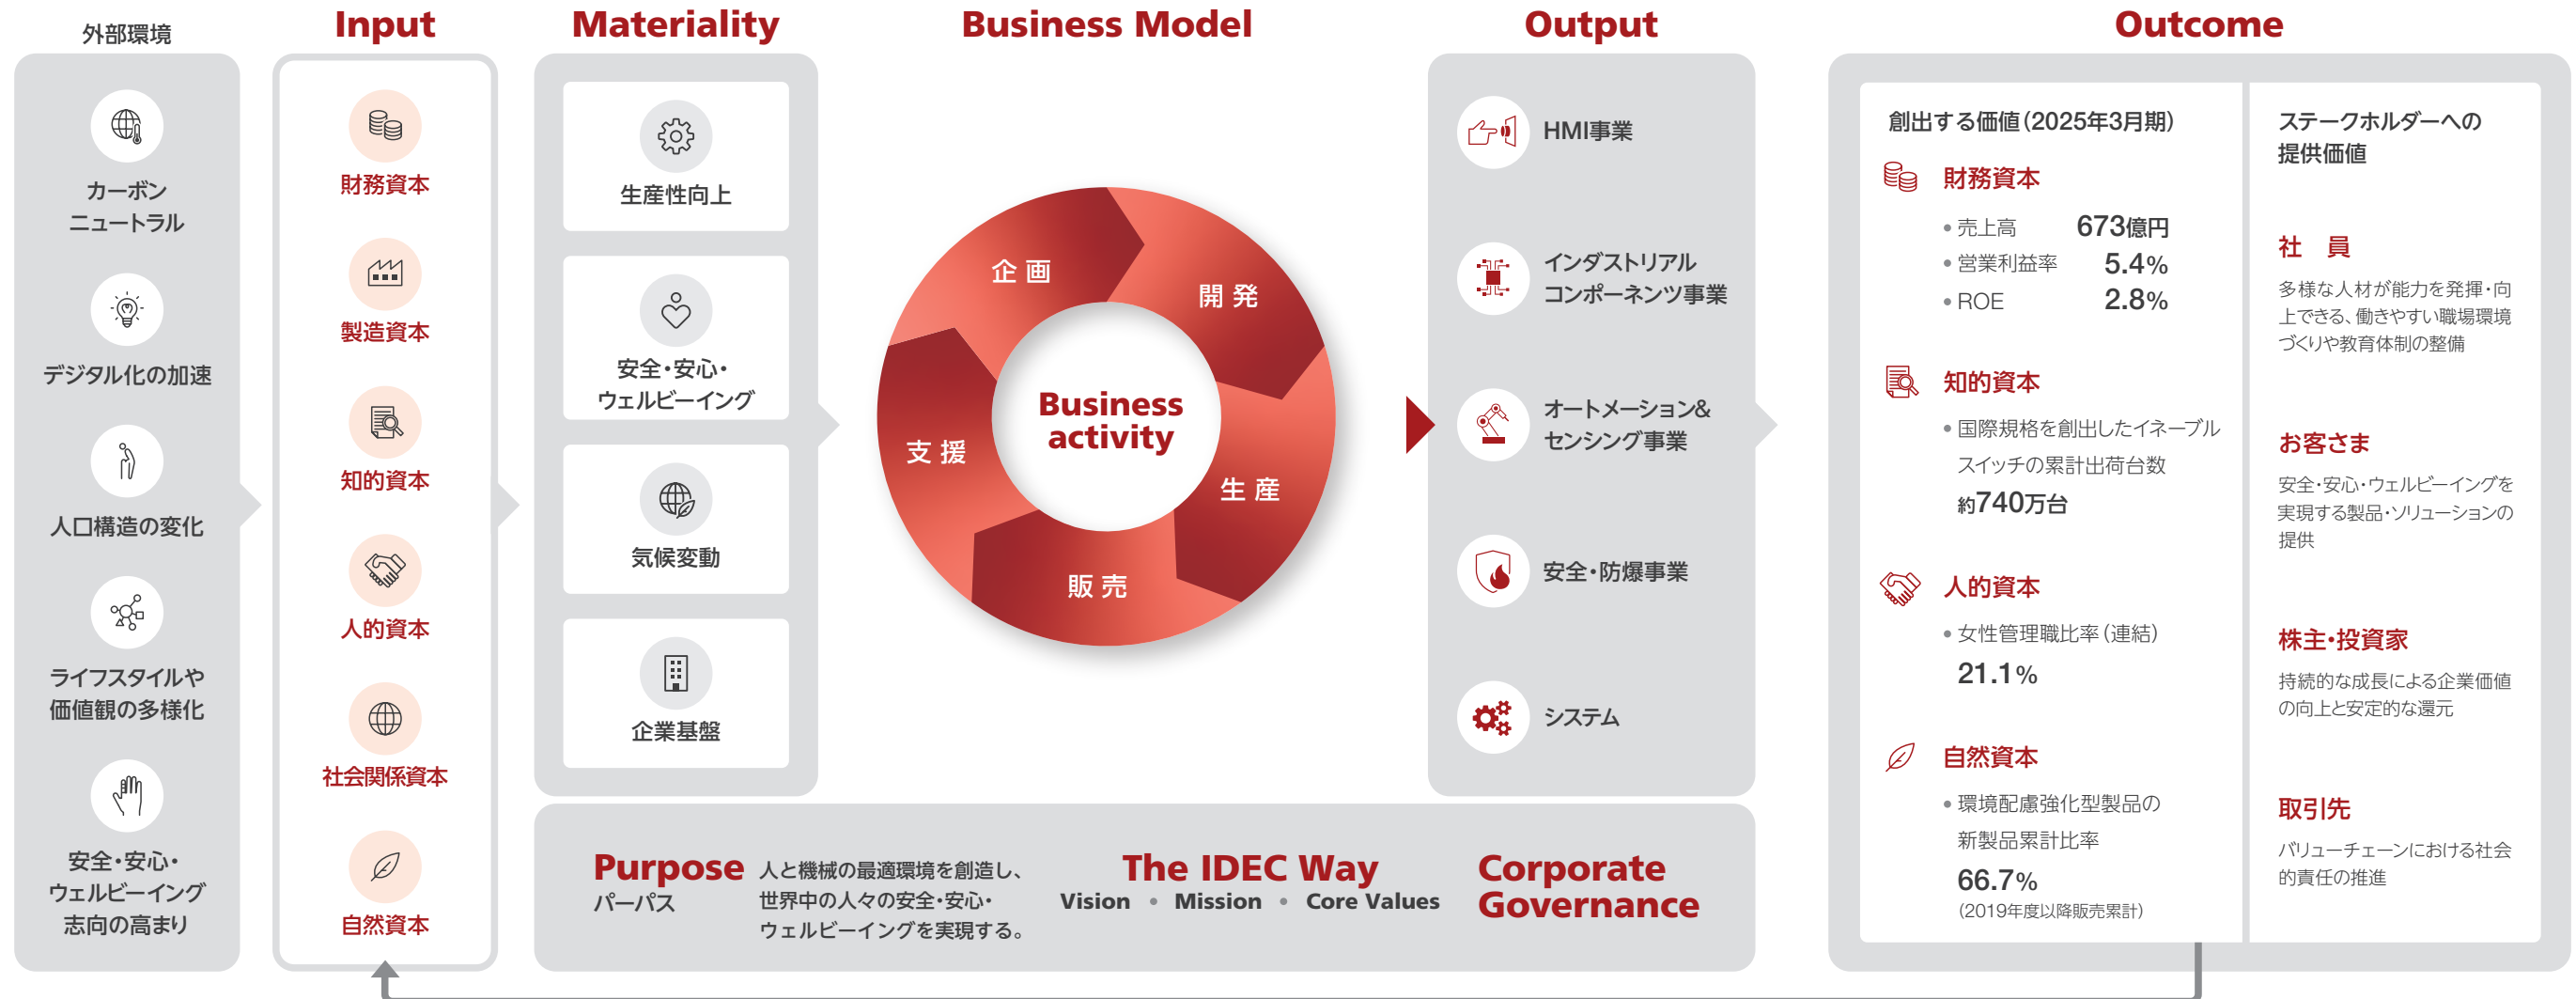 外部環境
カーボン
ニュートラル
デジタル化の加速
人口構造の変化
ライフスタイルや
価値観の多様化
安全・安心・
ウェルビーイング
志向の高まり
Input
財務資本
製造資本
知的資本
人的資本
社会関係資本
自然資本
Materiality
生産性向上
安全・安心・
ウェルビーイング
気候変動
企業基盤
Business Model
企画
開発
生産
販売
支援
Business
activity
Output
HMI事業
インダストリアル
コンポーネンツ事業
オートメーション&
センシング事業
安全・防爆事業
システム
Purpose
パーパス
人と機械の最適環境を創造し、
世界中の人々の安全・安心・
ウェルビーイングを実現する。
The IDEC Way
Vision • Mission • Core Values
Corporate
Governance
Outcome
創出する価値（2025年3月期）
財務資本
• 売上高 673億円
• 営業利益率 5.4%
• ROE 2.8%
知的資本
• 国際規格を創出したイネーブル
スイッチの累計出荷台数
約740万台
人的資本
• 女性管理職比率（連結）
21.1%
自然資本
• 環境配慮強化型製品の
新製品累計比率
66.7%
（2019年度以降販売累計）
ステークホルダーへの
提供価値
社　員
多様な人材が能力を発揮・向
上できる、働きやすい職場環境
づくりや教育体制の整備
お客さま
安全・安心・ウェルビーイングを
実現する製品・ソリューションの
提供
株主・投資家
持続的な成長による企業価値
の向上と安定的な還元
取引先
バリューチェーンにおける社会
的責任の推進